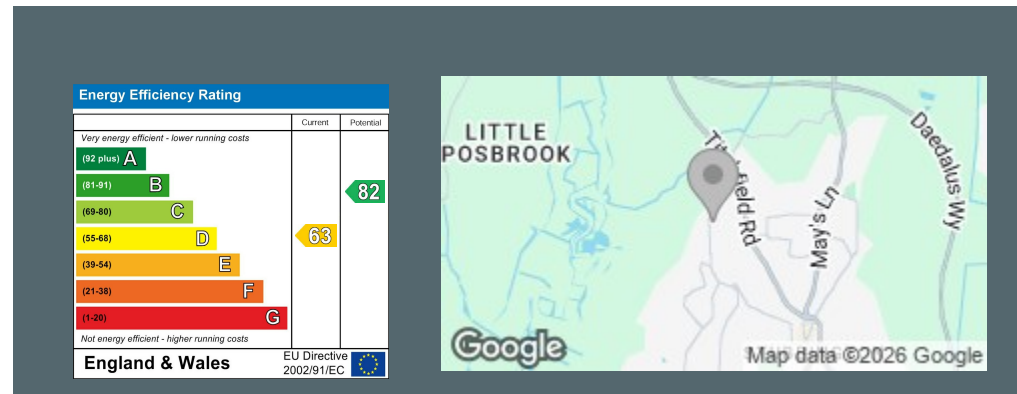 Energy Efficiency Rating
Current Potential
Very energy efficient - lower running costs
(92 plus) A
(81-91) B
(69-80) C
(55-68) D
(39-54) E
(21-38) F
(1-20) G
82
63
Not energy efficient - higher running costs
England & Wales
EU Directive
2002/91/EC
LITTLE
POSBROOK
field Rd
May's Ln
Daedalus Wy
Google
Map data ©2026 Google